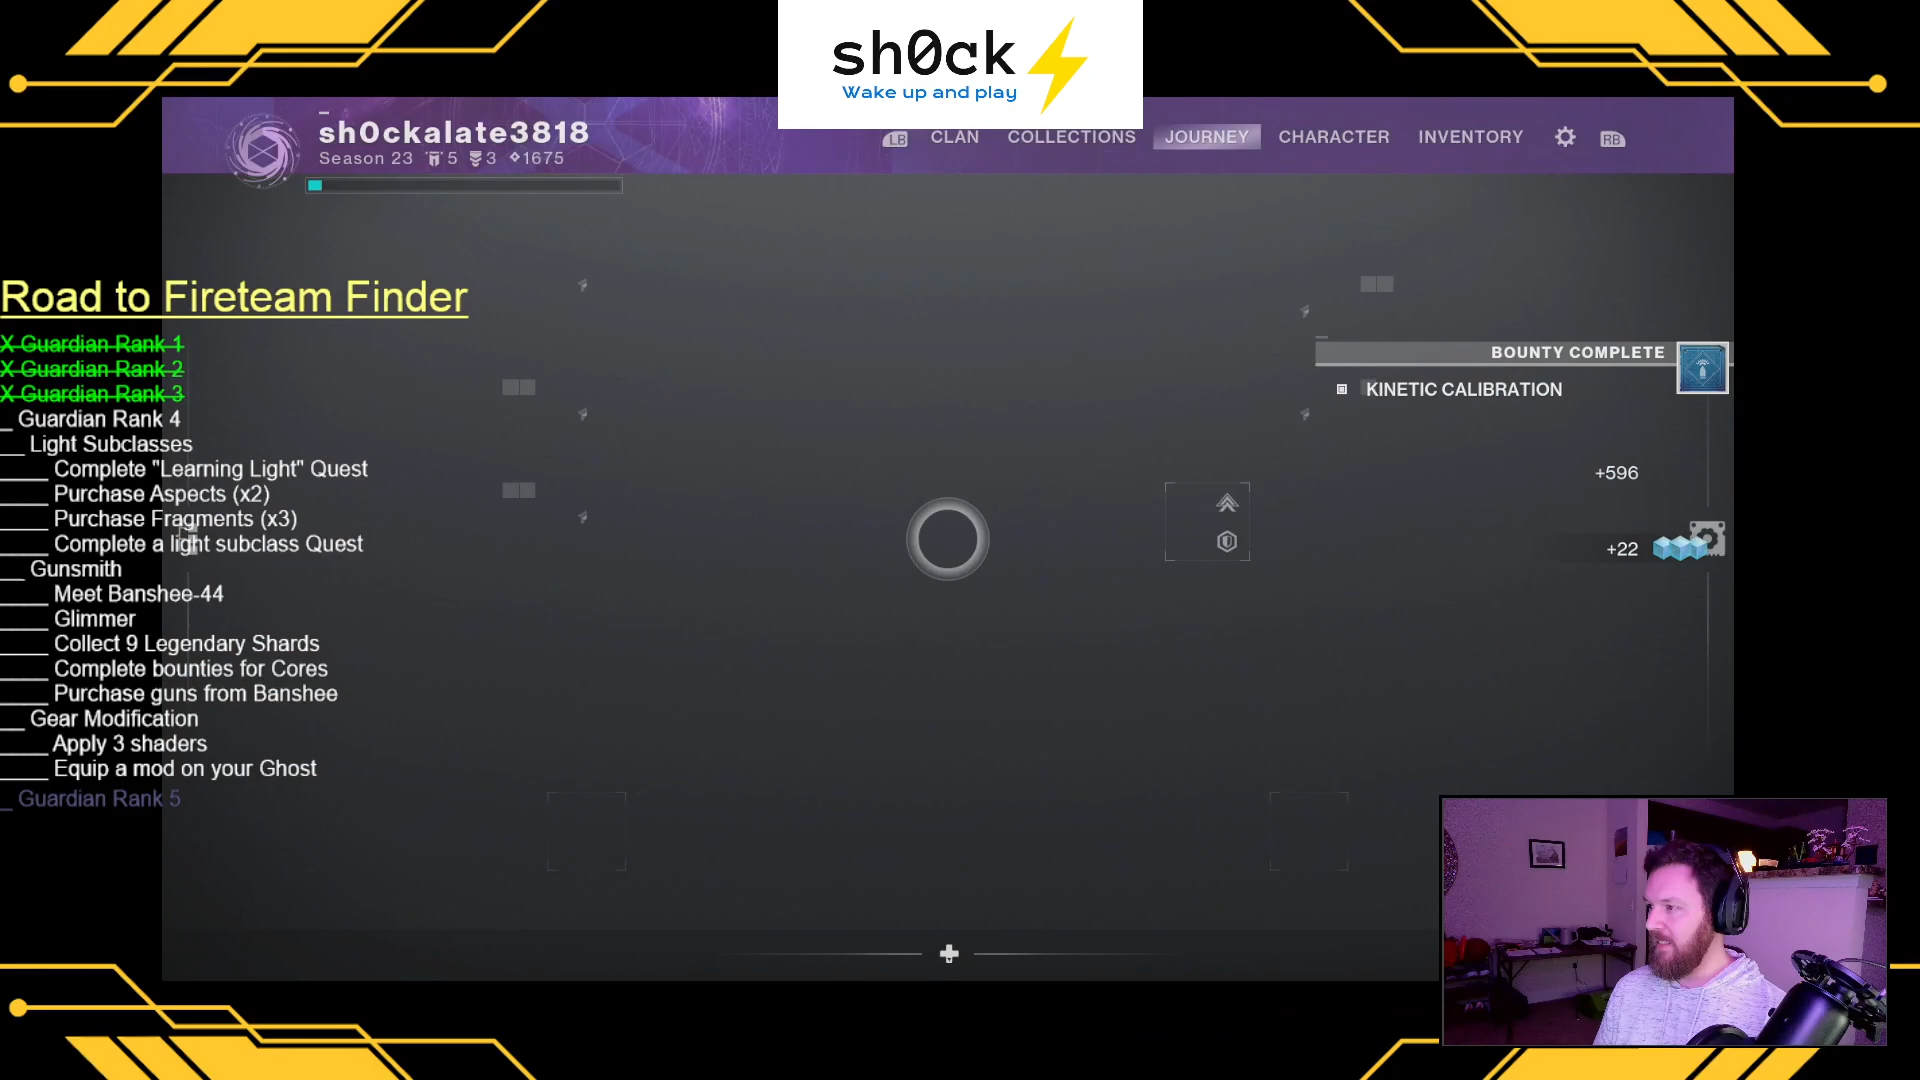 sh0ck
Wake up and play
sh0ckalate3818
Season 23 5 3 1675
LB CLAN COLLECTIONS JOURNEY CHARACTER INVENTORY RB
Road to Fireteam Finder
X Guardian Rank 1
X Guardian Rank 2
X Guardian Rank 3
_ Guardian Rank 4
__ Light Subclasses
____ Complete "Learning Light" Quest
____ Purchase Aspects (x2)
____ Purchase Fragments (x3)
____ Complete a light subclass Quest
__ Gunsmith
____ Meet Banshee-44
____ Glimmer
____ Collect 9 Legendary Shards
____ Complete bounties for Cores
____ Purchase guns from Banshee
__ Gear Modification
____ Apply 3 shaders
____ Equip a mod on your Ghost
_ Guardian Rank 5
BOUNTY COMPLETE
KINETIC CALIBRATION
+596
+22